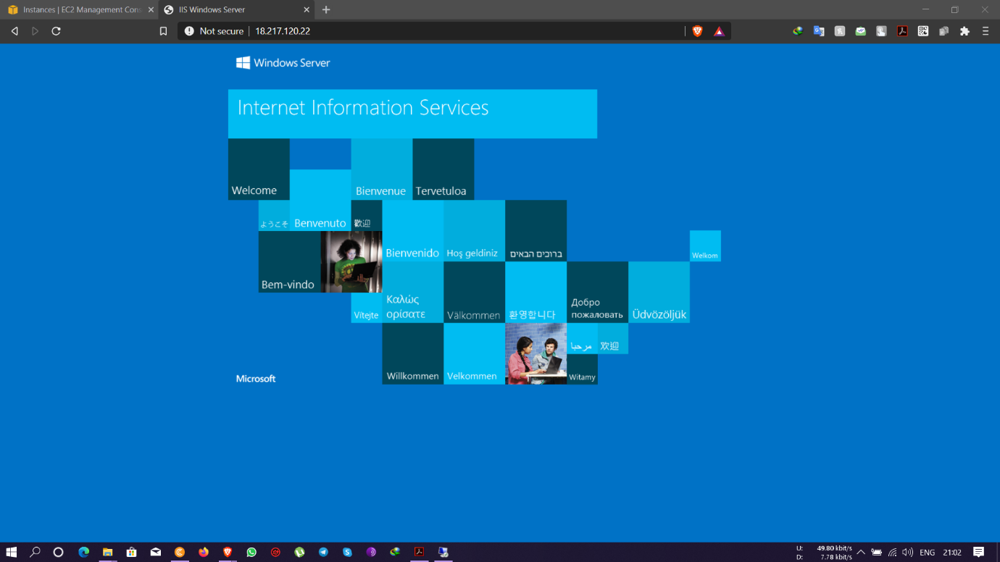 Instances | EC2 Management Cons
IIS Windows Server
Not secure
18.217.120.22
Windows Server
Internet Information Services
Welcome
Bienvenue
Tervetuloa
ようこそ
Benvenuto
歡迎
Bienvenido
Hoş geldiniz
ברוכים הבאים
Welkom
Bem-vindo
Vítejte
Καλώς
ορίσατε
Välkommen
환영합니다
Добро
пожаловать
Üdvözöljük
مرحبا
欢迎
Willkommen
Velkommen
Witamy
Microsoft
U: 49.80 kbit/s
D: 7.78 kbit/s
ENG
21:02